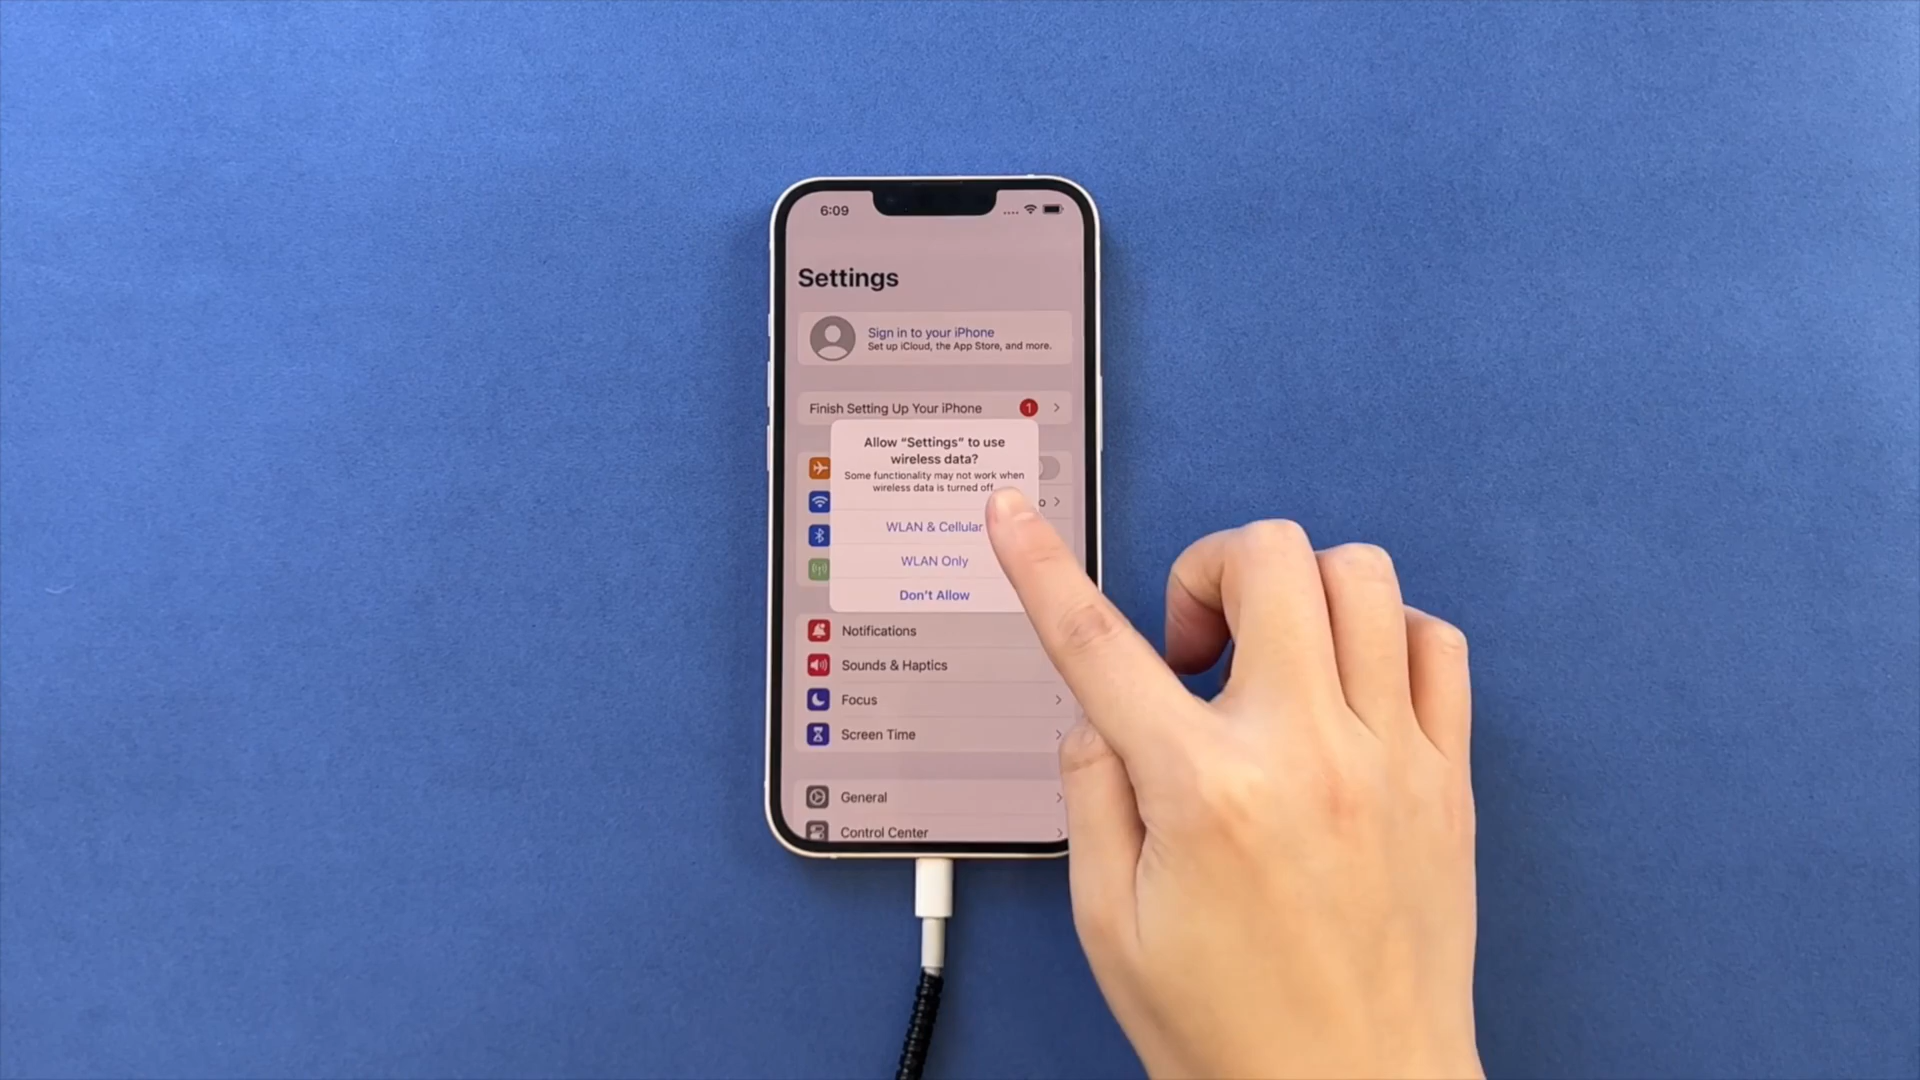 6:09
Settings
Sign in to your iPhone
Set up iCloud, the App Store, and more.
Finish Setting Up Your iPhone
1
Allow “Settings” to use
wireless data?
Some functionality may not work when
wireless data is turned off
WLAN & Cellular
WLAN Only
Don’t Allow
Notifications
Sounds & Haptics
Focus
Screen Time
General
Control Center